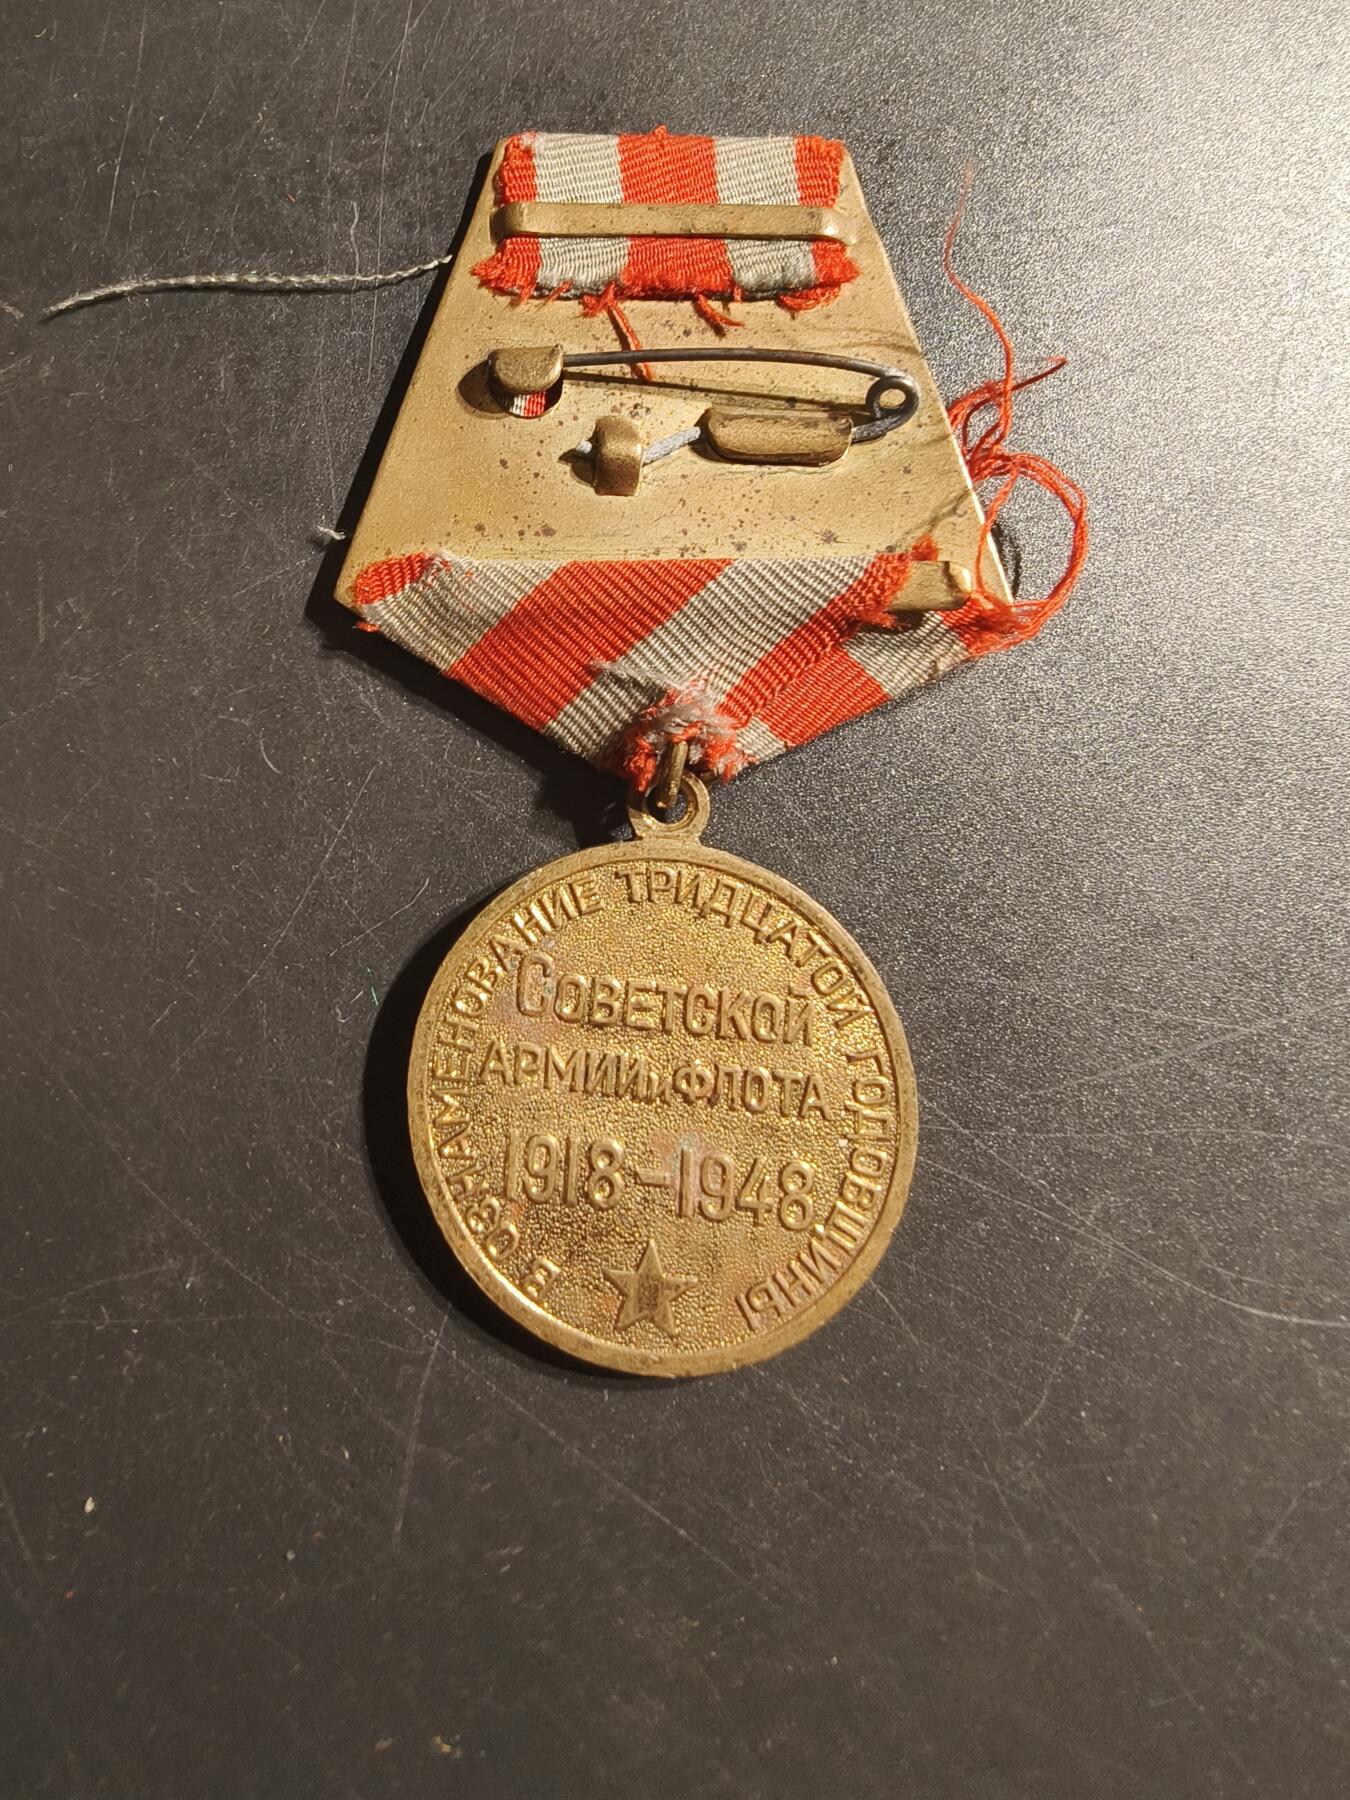 В ОЗНАМЕНОВАНИЕ ТРИДЦАТОЙ ГОДОВЩИНЫ
СОВЕТСКОЙ
АРМИИ и ФЛОТА
1918-1948